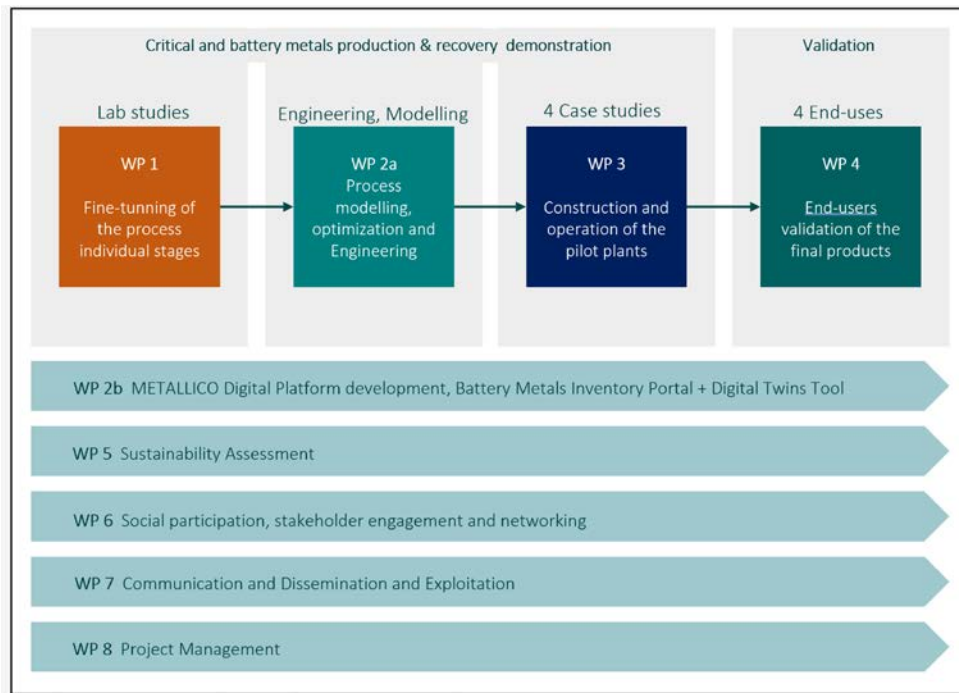 Critical and battery metals production & recovery demonstration
Validation
Lab studies
Engineering, Modelling
4 Case studies
4 End-uses
WP 1
Fine-tunning of
the process
individual stages
WP 2a
Process
modelling,
optimization and
Engineering
WP 3
Construction and
operation of the
pilot plants
WP 4
End-users
validation of the
final products
WP 2b METALLICO Digital Platform development, Battery Metals Inventory Portal + Digital Twins Tool
WP 5 Sustainability Assessment
WP 6 Social participation, stakeholder engagement and networking
WP 7 Communication and Dissemination and Exploitation
WP 8 Project Management